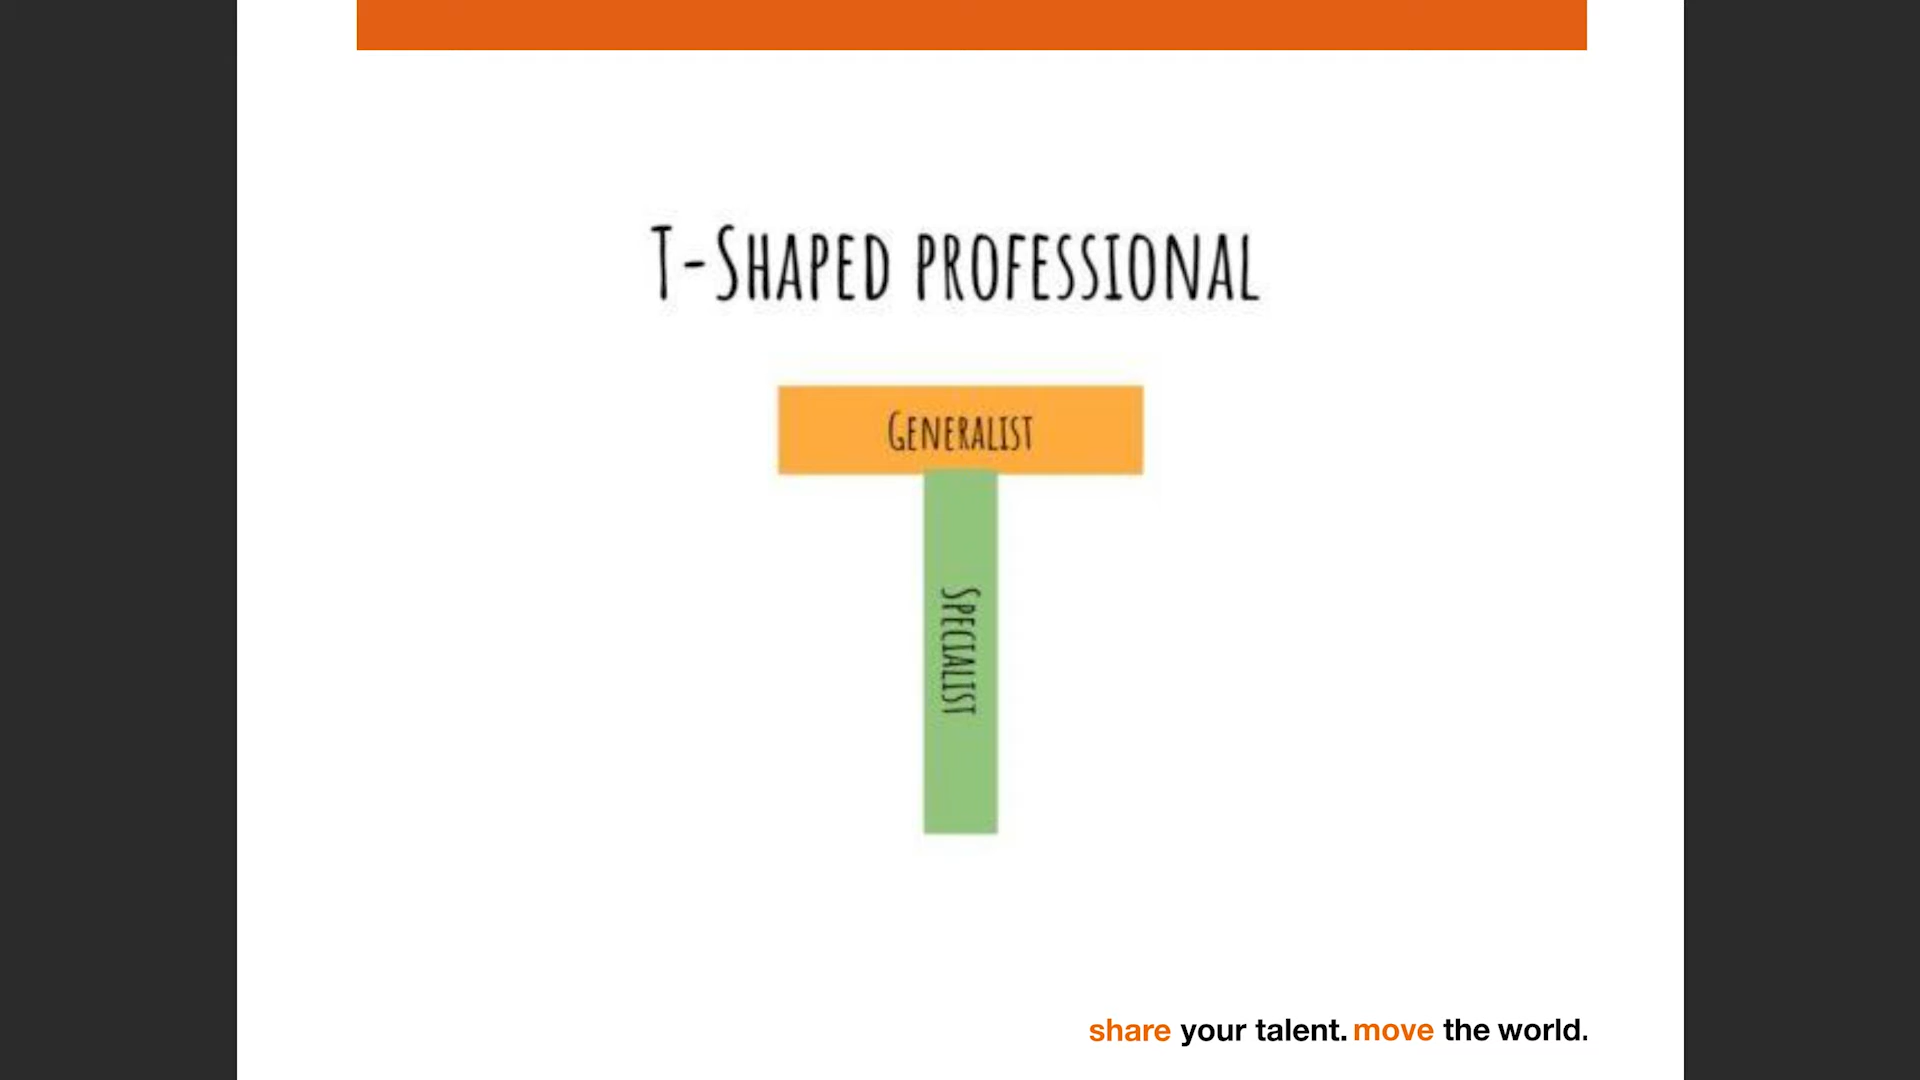 T-SHAPED PROFESSIONAL
GENERALIST
SPECIALIST
share your talent. move the world.